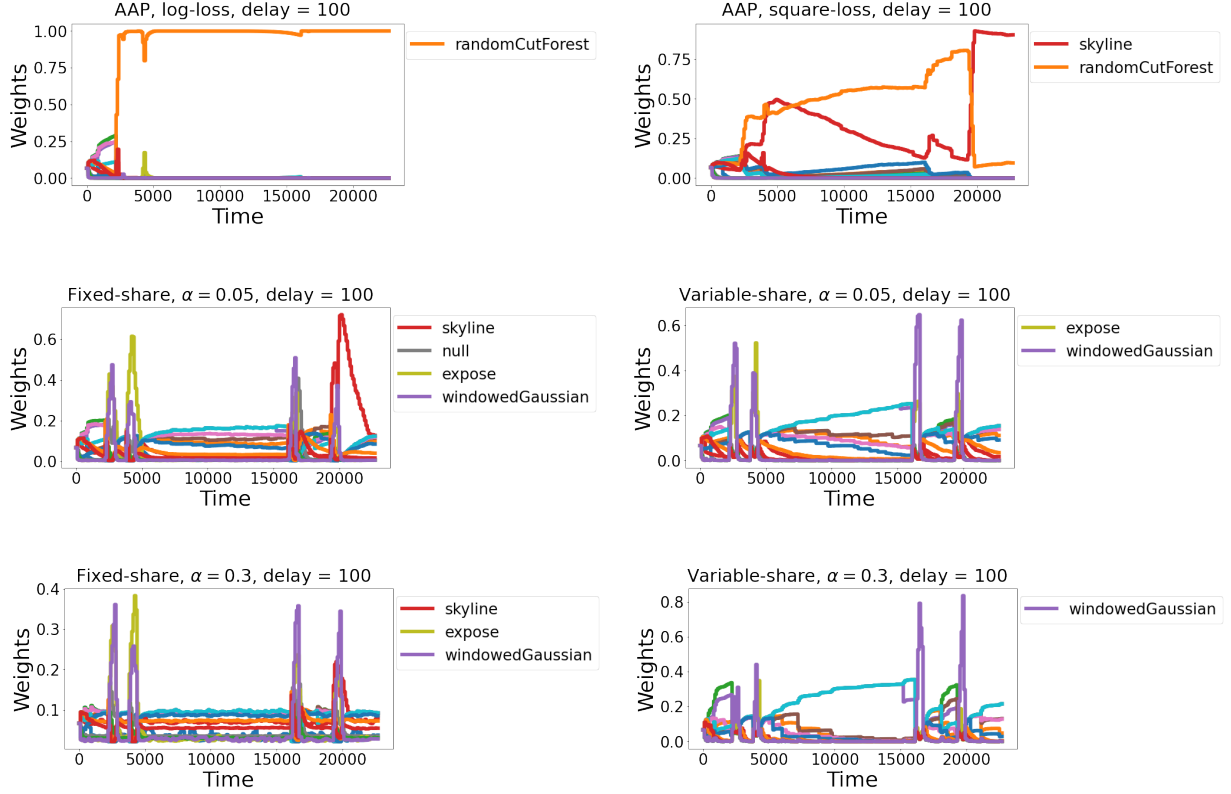 AAP, log-loss, delay = 100
Weights
1.00
0.75
0.50
0.25
0.00
0 5000 10000 15000 20000
Time
randomCutForest
AAP, square-loss, delay = 100
Weights
0.75
0.50
0.25
0.00
0 5000 10000 15000 20000
Time
skyline
randomCutForest
Fixed-share, α = 0.05, delay = 100
Weights
0.6
0.4
0.2
0.0
0 5000 10000 15000 20000
Time
skyline
null
expose
windowedGaussian
Variable-share, α = 0.05, delay = 100
Weights
0.6
0.4
0.2
0.0
0 5000 10000 15000 20000
Time
expose
windowedGaussian
Fixed-share, α = 0.3, delay = 100
Weights
0.4
0.3
0.2
0.1
0 5000 10000 15000 20000
Time
skyline
expose
windowedGaussian
Variable-share, α = 0.3, delay = 100
Weights
0.8
0.6
0.4
0.2
0.0
0 5000 10000 15000 20000
Time
windowedGaussian